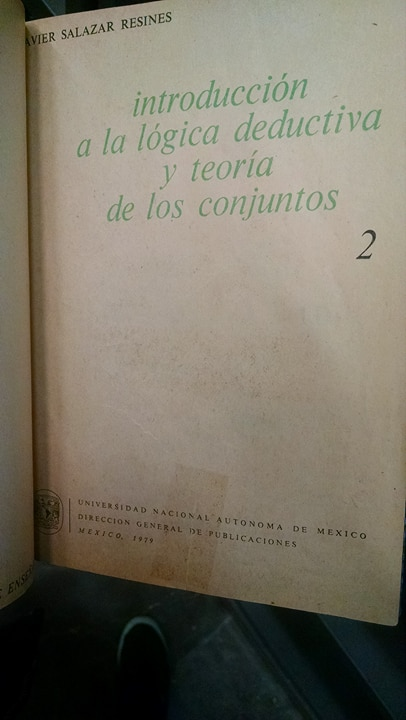 AVIER SALAZAR RESINES
introducción
a la lógica deductiva
y teoría
de los conjuntos
2
UNIVERSIDAD NACIONAL AUTONOMA DE MEXICO
DIRECCION GENERAL DE PUBLICACIONES
MEXICO, 1979